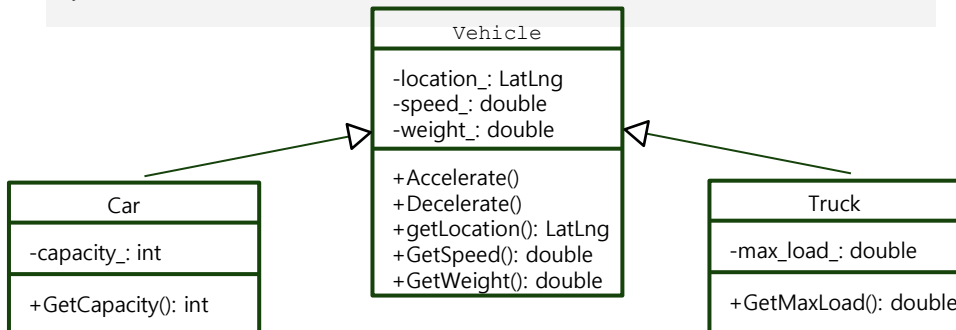 Vehicle
-location_: LatLng
-speed_: double
-weight_: double
+Accelerate()
+Decelerate()
+getLocation(): LatLng
+GetSpeed(): double
+GetWeight(): double
Car
-capacity_: int
+GetCapacity(): int
Truck
-max_load_: double
+GetMaxLoad(): double